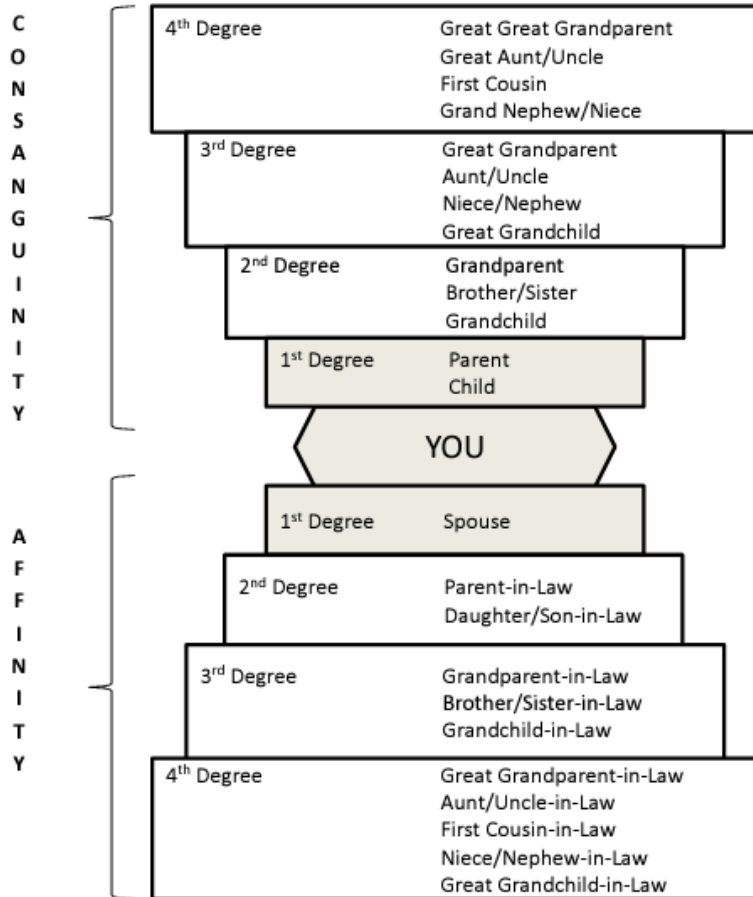 CONSANGUINITY
4th Degree Great Great Grandparent
Great Aunt/Uncle
First Cousin
Grand Nephew/Niece
3rd Degree Great Grandparent
Aunt/Uncle
Niece/Nephew
Great Grandchild
2nd Degree Grandparent
Brother/Sister
Grandchild
1st Degree Parent
Child
YOU
AFFINITY
1st Degree Spouse
2nd Degree Parent-in-Law
Daughter/Son-in-Law
3rd Degree Grandparent-in-Law
Brother/Sister-in-Law
Grandchild-in-Law
4th Degree Great Grandparent-in-Law
Aunt/Uncle-in-Law
First Cousin-in-Law
Niece/Nephew-in-Law
Great Grandchild-in-Law